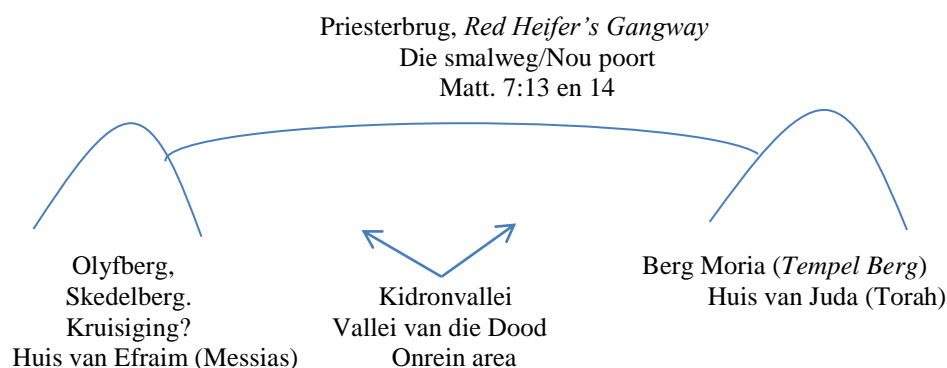 Priesterbrug, Red Heifer’s Gangway
Die smalweg/Nou poort
Matt. 7:13 en 14
Olyfberg,
Skedelberg.
Kruisiging?
Huis van Efraim (Messias)
Kidronvallei
Vallei van die Dood
Onrein area
Berg Moria (Tempel Berg)
Huis van Juda (Torah)